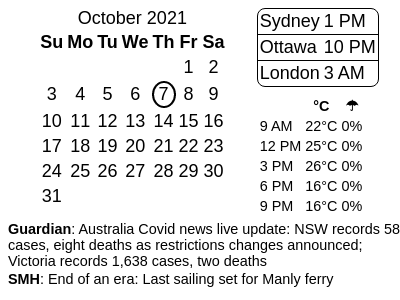 October 2021
Su Mo Tu We Th Fr Sa
1 2
3 4 5 6 7 8 9
10 11 12 13 14 15 16
17 18 19 20 21 22 23
24 25 26 27 28 29 30
31
Sydney 1 PM
Ottawa 10 PM
London 3 AM
°C ☂
9 AM 22°C 0%
12 PM 25°C 0%
3 PM 26°C 0%
6 PM 16°C 0%
9 PM 16°C 0%
Guardian: Australia Covid news live update: NSW records 58
cases, eight deaths as restrictions changes announced;
Victoria records 1,638 cases, two deaths
SMH: End of an era: Last sailing set for Manly ferry